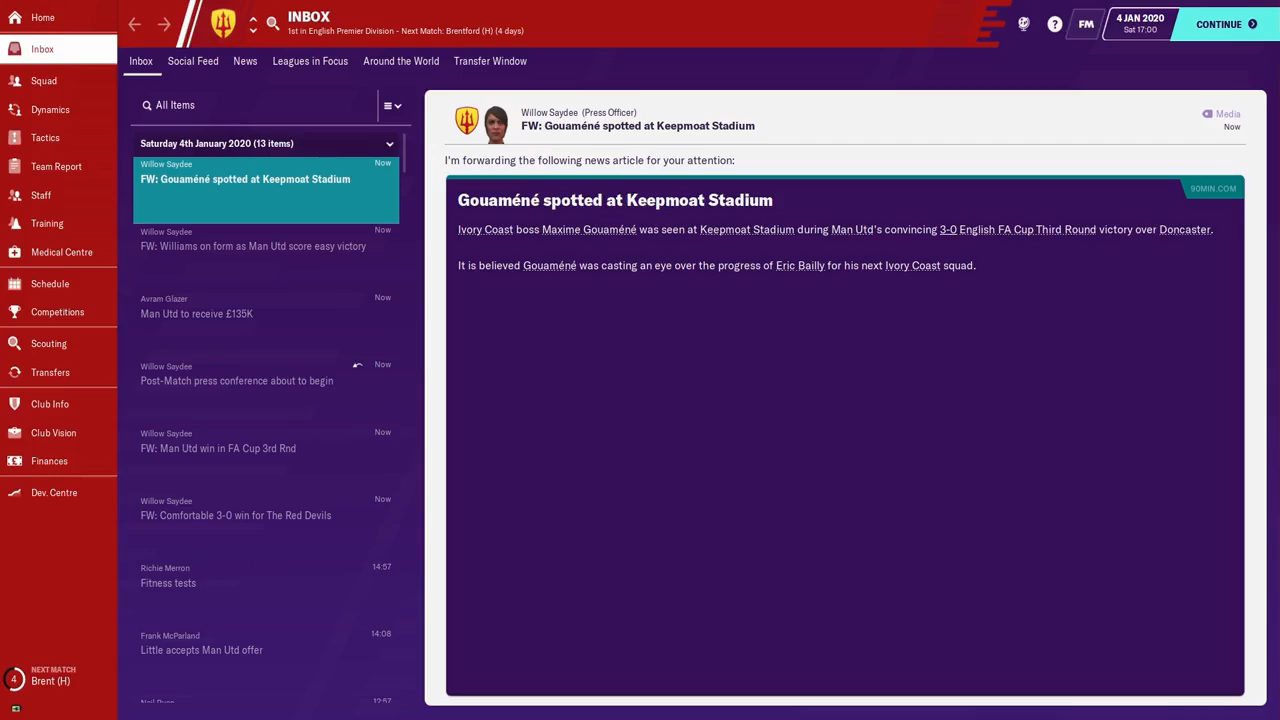 Home
Inbox
Squad
Dynamics
Tactics
Team Report
Staff
Training
Medical Centre
Schedule
Competitions
Scouting
Transfers
Club Info
Club Vision
Finances
Dev. Centre
4
NEXT MATCH
Brent (H)
INBOX
1st in English Premier Division - Next Match: Brentford (H) (4 days)
?
FM
4 JAN 2020
Sat 17:00
CONTINUE
Inbox
Social Feed
News
Leagues in Focus
Around the World
Transfer Window
All Items
Saturday 4th January 2020 (13 items)
Willow Saydee
Now
FW: Gouaméné spotted at Keepmoat Stadium
Willow Saydee
Now
FW: Williams on form as Man Utd score easy victory
Avram Glazer
Now
Man Utd to receive £135K
Willow Saydee
Now
Post-Match press conference about to begin
Willow Saydee
Now
FW: Man Utd win in FA Cup 3rd Rnd
Willow Saydee
Now
FW: Comfortable 3-0 win for The Red Devils
Richie Merron
14:57
Fitness tests
Frank McParland
14:08
Little accepts Man Utd offer
12:57
Willow Saydee (Press Officer)
FW: Gouaméné spotted at Keepmoat Stadium
Media
Now
I'm forwarding the following news article for your attention:
90MIN.COM
Gouaméné spotted at Keepmoat Stadium
Ivory Coast boss Maxime Gouaméné was seen at Keepmoat Stadium during Man Utd's convincing 3-0 English FA Cup Third Round victory over Doncaster.
It is believed Gouaméné was casting an eye over the progress of Eric Bailly for his next Ivory Coast squad.